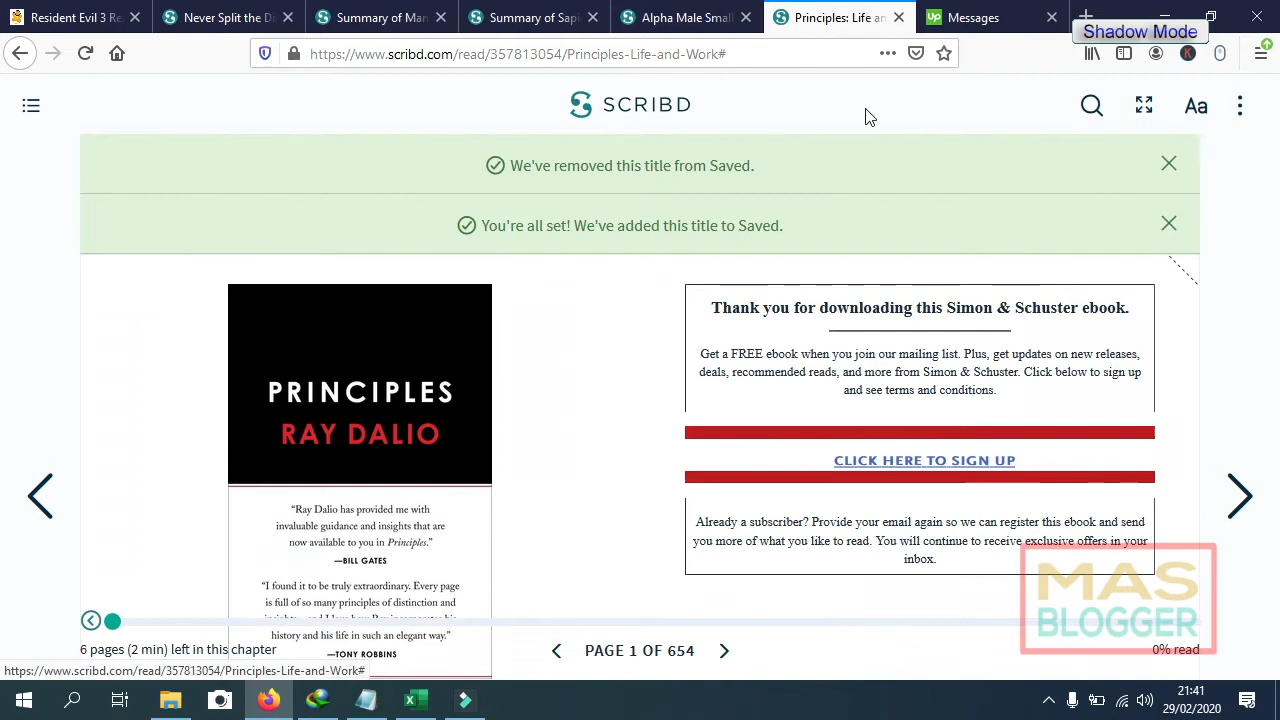 Resident Evil 3 Re
Never Split the Di
Summary of Man
Summary of Sapi
Alpha Male Small
Principles: Life an
Up
Messages
Shadow Mode
https://www.scribd.com/read/357813054/Principles-Life-and-Work#
K
SCRIBD
Aa
We've removed this title from Saved.
You're all set! We've added this title to Saved.
PRINCIPLES
RAY DALIO
“Ray Dalio has provided me with
invaluable guidance and insights that are
now available to you in Principles.”
—BILL GATES
“I found it to be truly extraordinary. Every page
is full of so many principles of distinction and
history and his life in such an elegant way.”
—TONY ROBBINS
Thank you for downloading this Simon & Schuster ebook.
Get a FREE ebook when you join our mailing list. Plus, get updates on new releases,
deals, recommended reads, and more from Simon & Schuster. Click below to sign up
and see terms and conditions.
CLICK HERE TO SIGN UP
Already a subscriber? Provide your email again so we can register this ebook and send
you more of what you like to read. You will continue to receive exclusive offers in your
inbox.
MAS
BLOGGER
6 pages (2 min) left in this chapter
PAGE 1 OF 654
0% read
https://www.scribd.com/read/357813054/Principles-Life-and-Work#
21:41
29/02/2020